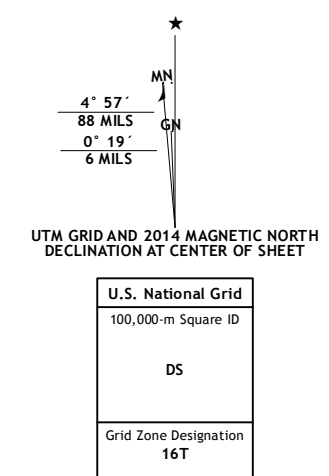 MN
4° 57´
88 MILS
GN
0° 19´
6 MILS
UTM GRID AND 2014 MAGNETIC NORTH
DECLINATION AT CENTER OF SHEET
U.S. National Grid
100,000-m Square ID
DS
Grid Zone Designation
16T